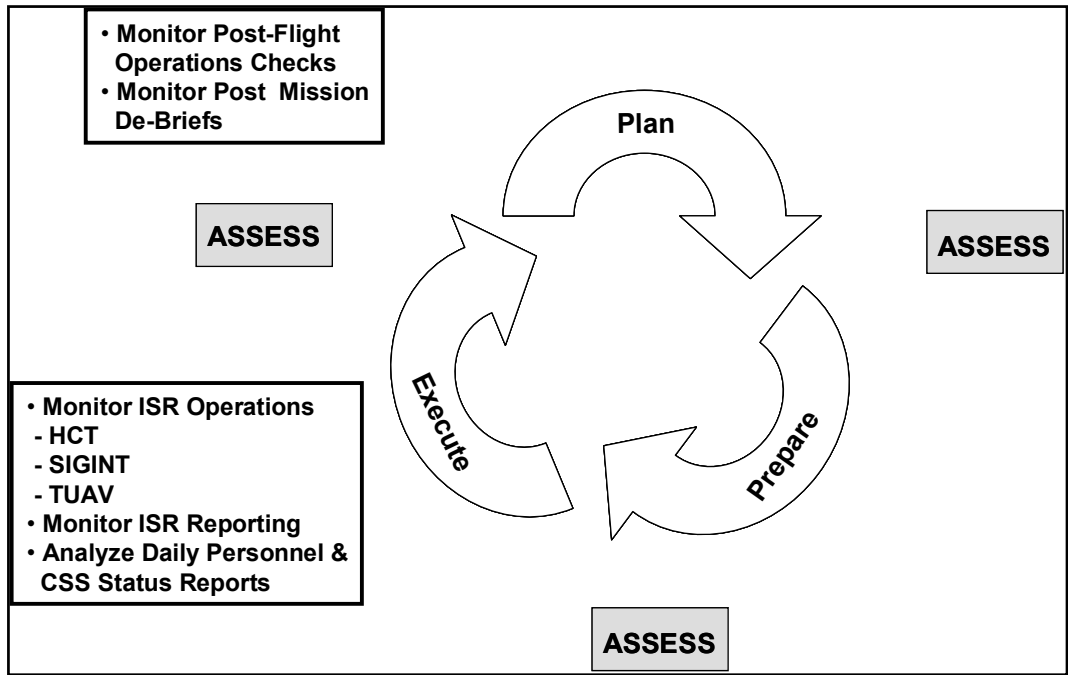 • Monitor Post-Flight
Operations Checks
• Monitor Post Mission
De-Briefs
Plan
ASSESS
ASSESS
Execute
Prepare
• Monitor ISR Operations
- HCT
- SIGINT
- TUAV
• Monitor ISR Reporting
• Analyze Daily Personnel &
CSS Status Reports
ASSESS